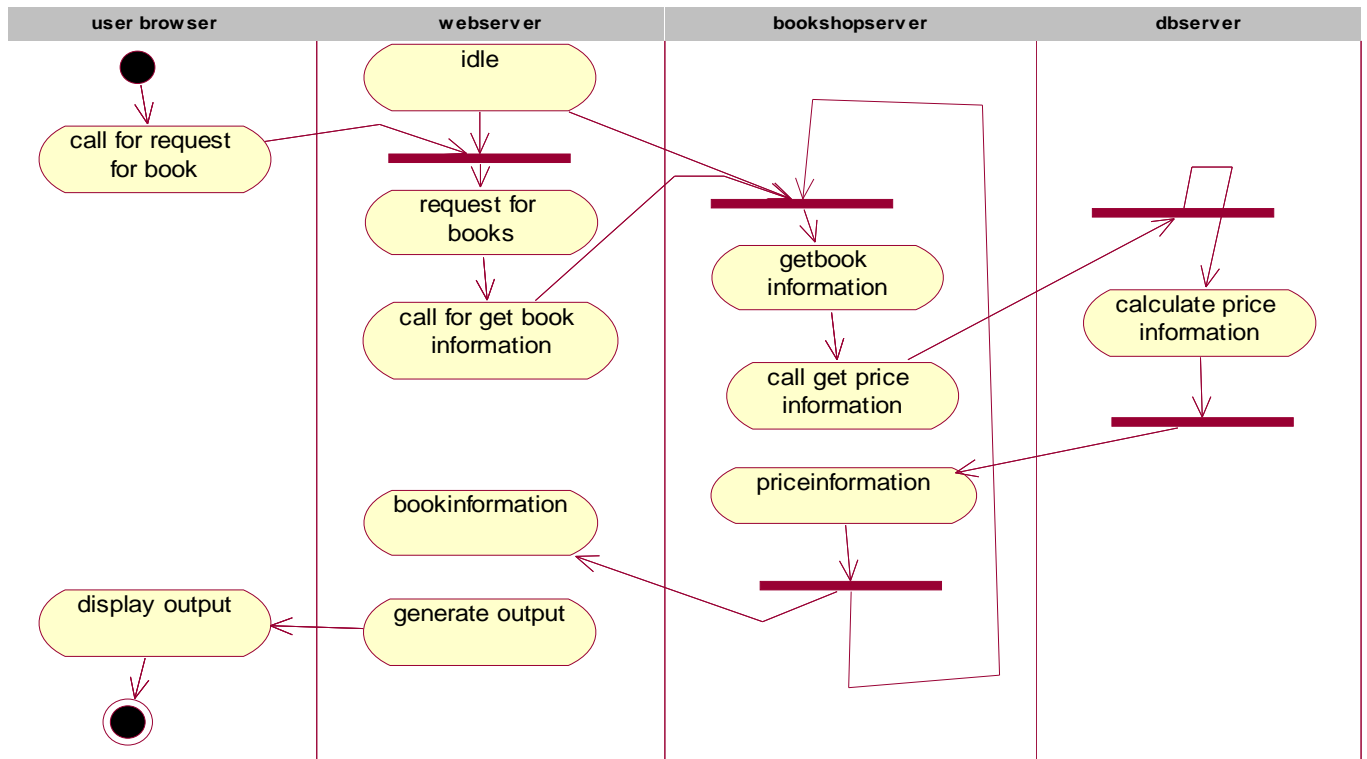 user browser
webserver
bookshopserver
dbserver
idle
call for request
for book
request for
books
getbook
information
call for get book
information
calculate price
information
call get price
information
priceinformation
bookinformation
display output
generate output